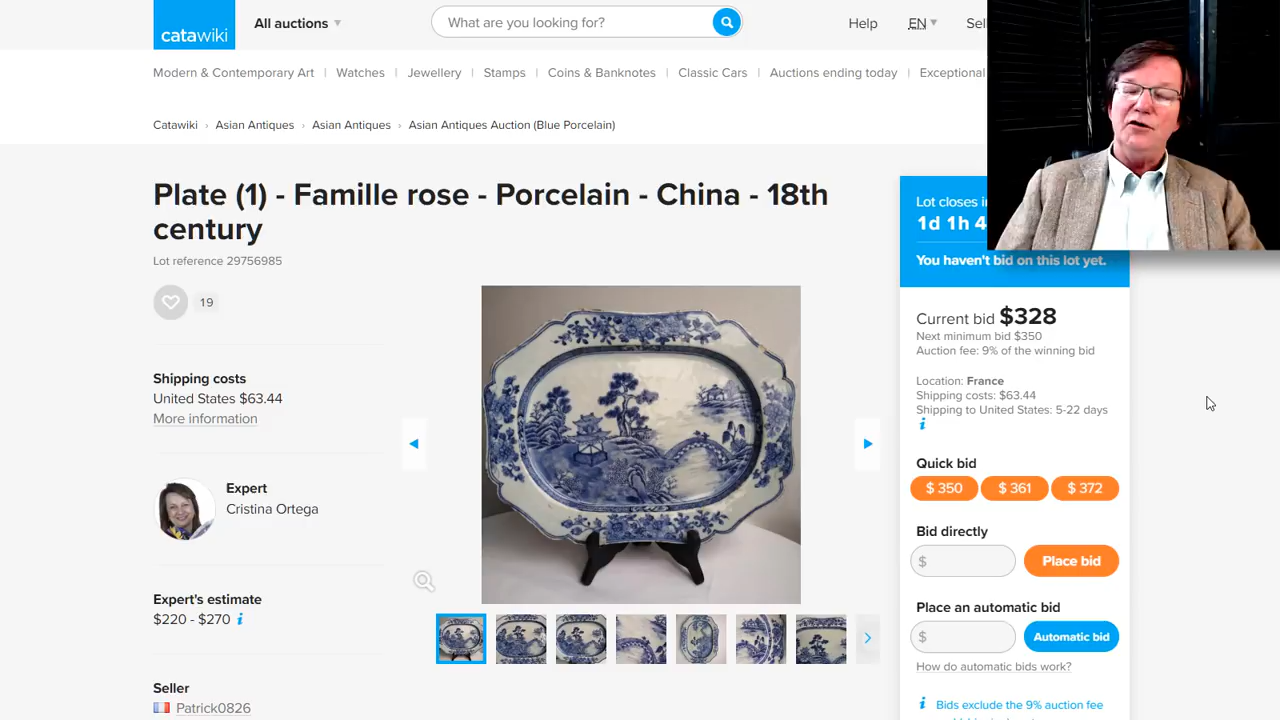 catawiki
All auctions
What are you looking for?
Help
EN
Modern & Contemporary Art
Watches
Jewellery
Stamps
Coins & Banknotes
Classic Cars
Auctions ending today
Exceptional
Catawiki › Asian Antiques › Asian Antiques › Asian Antiques Auction (Blue Porcelain)
Plate (1) - Famille rose - Porcelain - China - 18th
century
Lot reference 29756985
19
Shipping costs
United States $63.44
More information
Expert
Cristina Ortega
Expert's estimate
$220 - $270
Seller
Patrick0826
Lot closes in
1d 1h 4
You haven't bid on this lot yet.
Current bid $328
Next minimum bid $350
Auction fee: 9% of the winning bid
Location: France
Shipping costs: $63.44
Shipping to United States: 5-22 days
Quick bid
$ 350
$ 361
$ 372
Bid directly
$
Place bid
Place an automatic bid
$
Automatic bid
How do automatic bids work?
Bids exclude the 9% auction fee